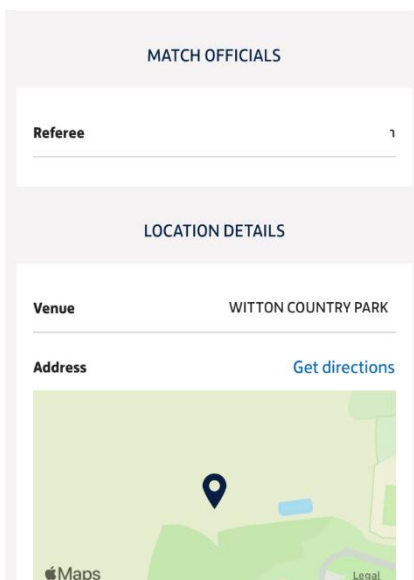 MATCH OFFICIALS
Referee
LOCATION DETAILS
Venue WITTON COUNTRY PARK
Address Get directions
Maps Legal